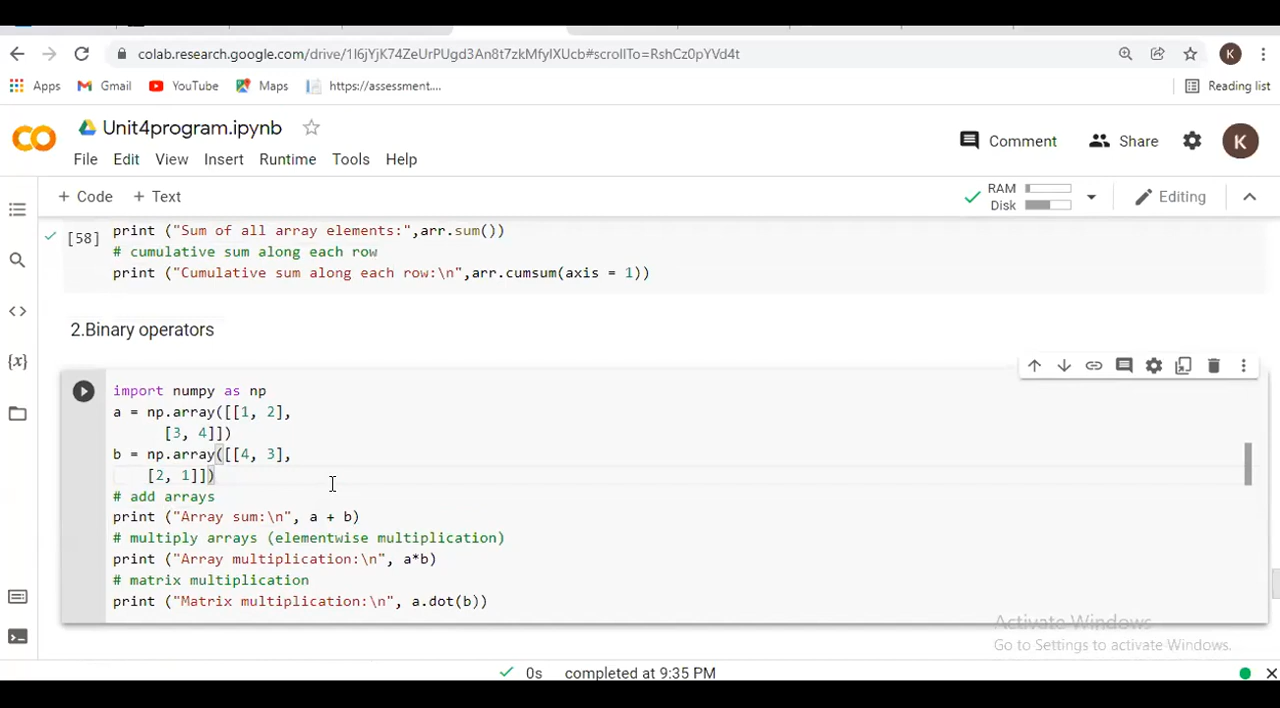 colab.research.google.com/drive/1I6jYjK74ZeUrPUgd3An8t7zkMfyIXUcb#scrollTo=RshCz0pYVd4t
K
Apps Gmail YouTube Maps https://assessment.... Reading list
Unit4program.ipynb
Comment Share K
File Edit View Insert Runtime Tools Help
+ Code + Text RAM Disk Editing
[58] print ("Sum of all array elements:",arr.sum())
# cumulative sum along each row
print ("Cumulative sum along each row:\n",arr.cumsum(axis = 1))
2.Binary operators
import numpy as np
a = np.array([[1, 2],
[3, 4]])
b = np.array([[4, 3],
[2, 1]])
# add arrays
print ("Array sum:\n", a + b)
# multiply arrays (elementwise multiplication)
print ("Array multiplication:\n", a*b)
# matrix multiplication
print ("Matrix multiplication:\n", a.dot(b))
Activate Windows
Go to Settings to activate Windows.
0s completed at 9:35 PM